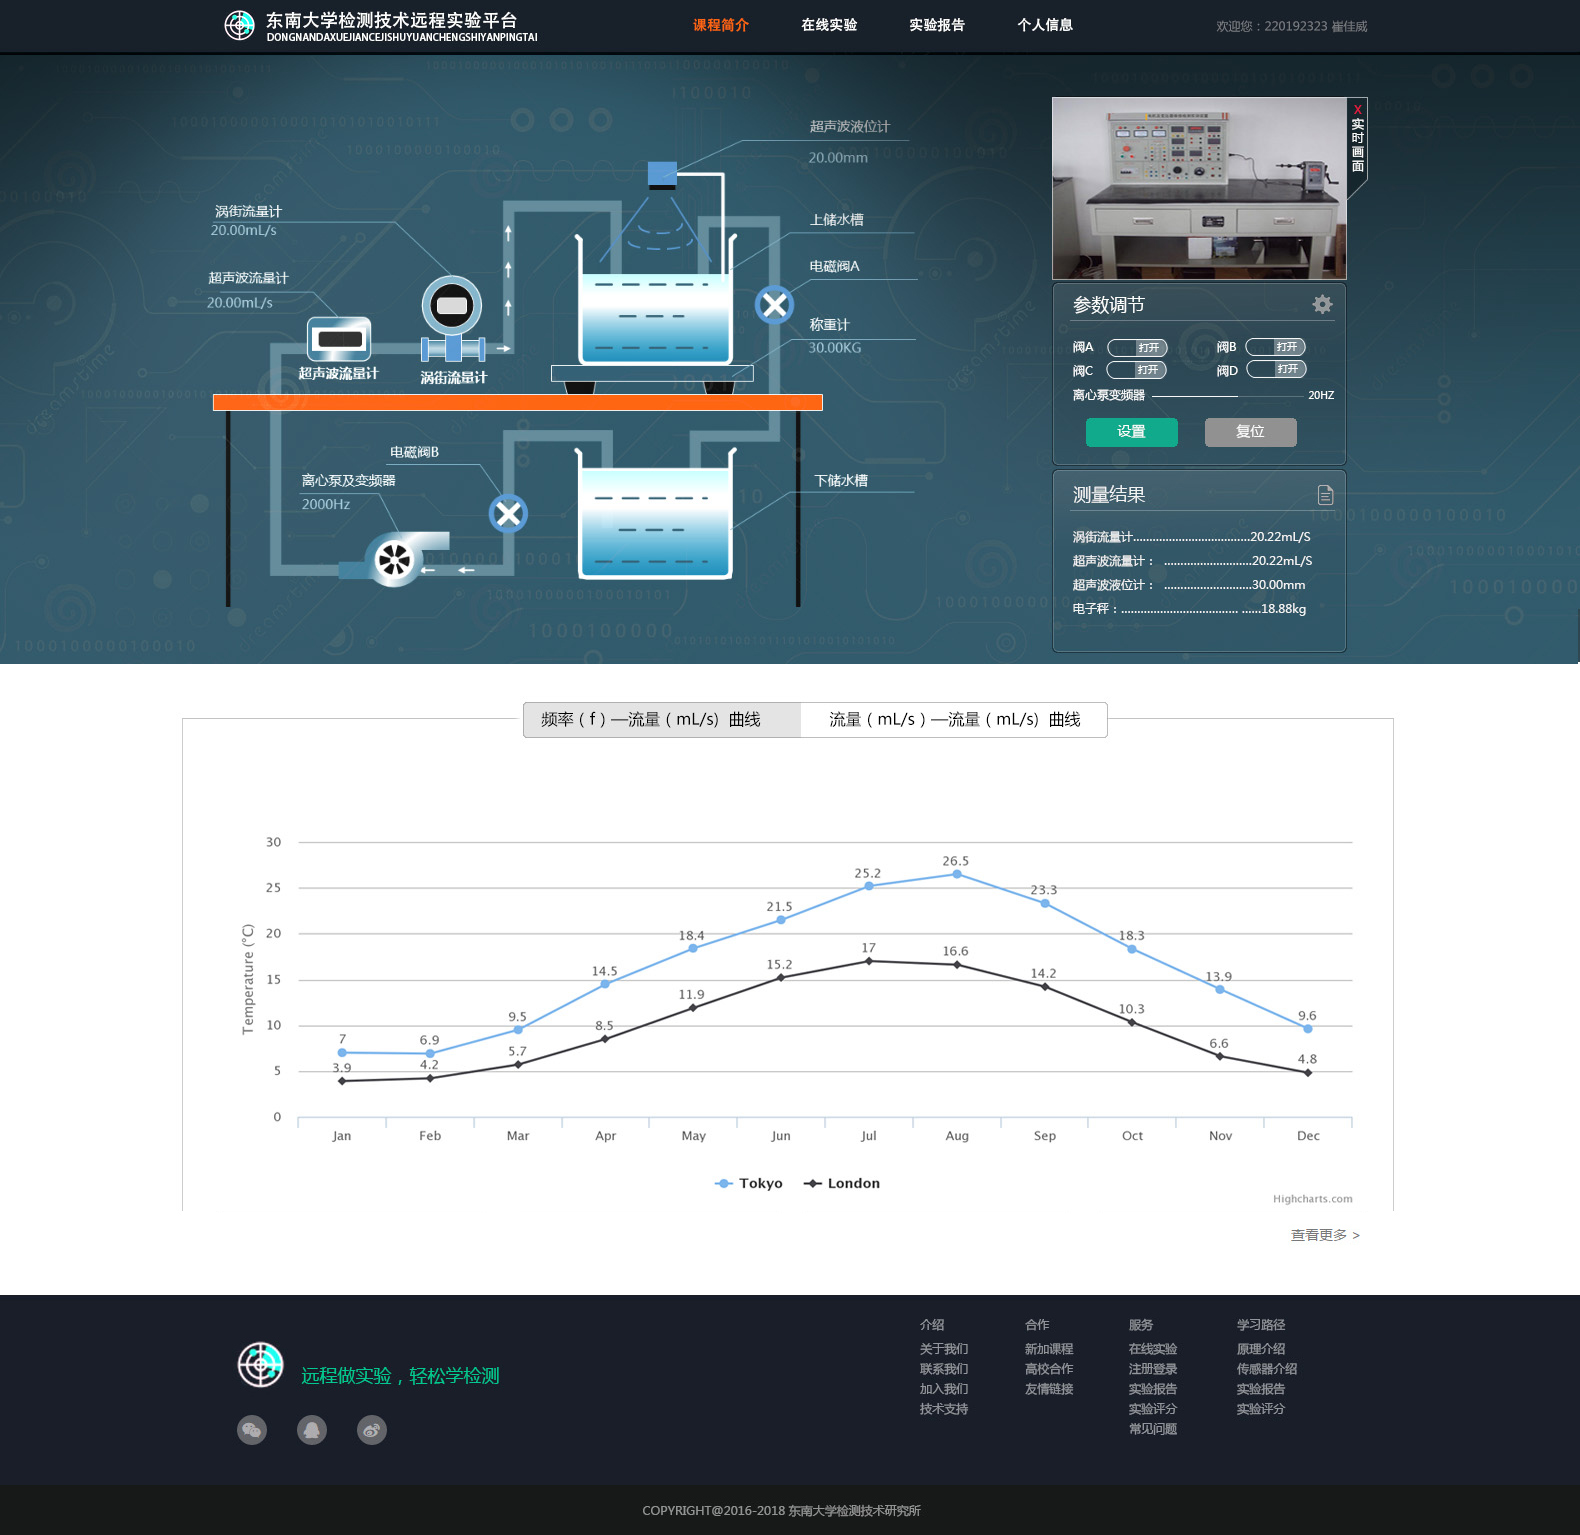 东南大学检测技术远程实验平台
DONGNANDAXUEJIANCEJISHUYUANCHENGSHIYANPINGTAI
课程简介 在线实验 实验报告 个人信息
欢迎您：220192323 崔佳威
超声波液位计
20.00mm
涡街流量计
20.00mL/s
上储水槽
超声波流量计
20.00mL/s
电磁阀A
称重计
30.00KG
超声波流量计
涡街流量计
电磁阀B
离心泵及变频器
2000Hz
下储水槽
X
实时画面
参数调节
阀A 打开 阀B 打开
阀C 打开 阀D 打开
离心泵变频器 20HZ
设置 复位
测量结果
涡街流量计....................................20.22mL/S
超声波流量计： ...........................20.22mL/S
超声波液位计： ...........................30.00mm
电子秤：.................................... ......18.88kg
频率（f）—流量（mL/s）曲线 流量（mL/s）—流量（mL/s）曲线
Temperature (°C)
30
25
20
15
10
5
0
7 6.9 9.5 14.5 18.4 21.5 25.2 26.5 23.3 18.3 13.9 9.6
3.9 4.2 5.7 8.5 11.9 15.2 17 16.6 14.2 10.3 6.6 4.8
Jan Feb Mar Apr May Jun Jul Aug Sep Oct Nov Dec
Tokyo London
Highcharts.com
查看更多 >
远程做实验，轻松学检测
介绍
关于我们
联系我们
加入我们
技术支持
合作
新加课程
高校合作
友情链接
服务
在线实验
注册登录
实验报告
实验评分
常见问题
学习路径
原理介绍
传感器介绍
实验报告
实验评分
COPYRIGHT@2016-2018 东南大学检测技术研究所